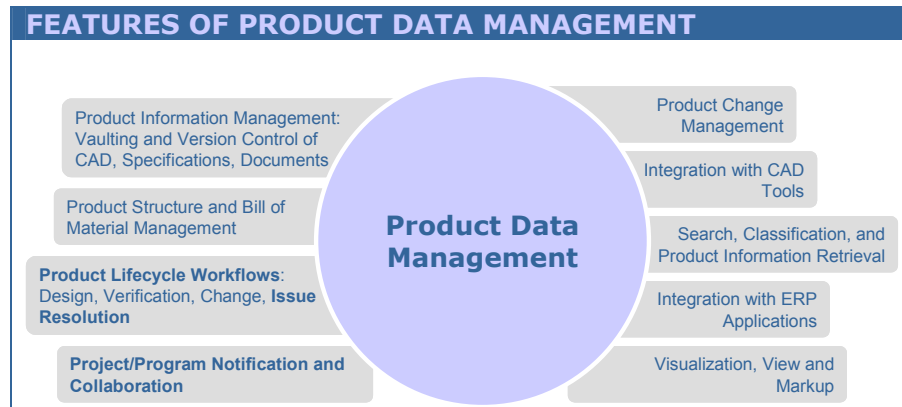 FEATURES OF PRODUCT DATA MANAGEMENT
Product Information Management:
Vaulting and Version Control of
CAD, Specifications, Documents
Product Structure and Bill of
Material Management
Product Lifecycle Workflows:
Design, Verification, Change, Issue
Resolution
Project/Program Notification and
Collaboration
Product Data
Management
Product Change
Management
Integration with CAD
Tools
Search, Classification, and
Product Information Retrieval
Integration with ERP
Applications
Visualization, View and
Markup